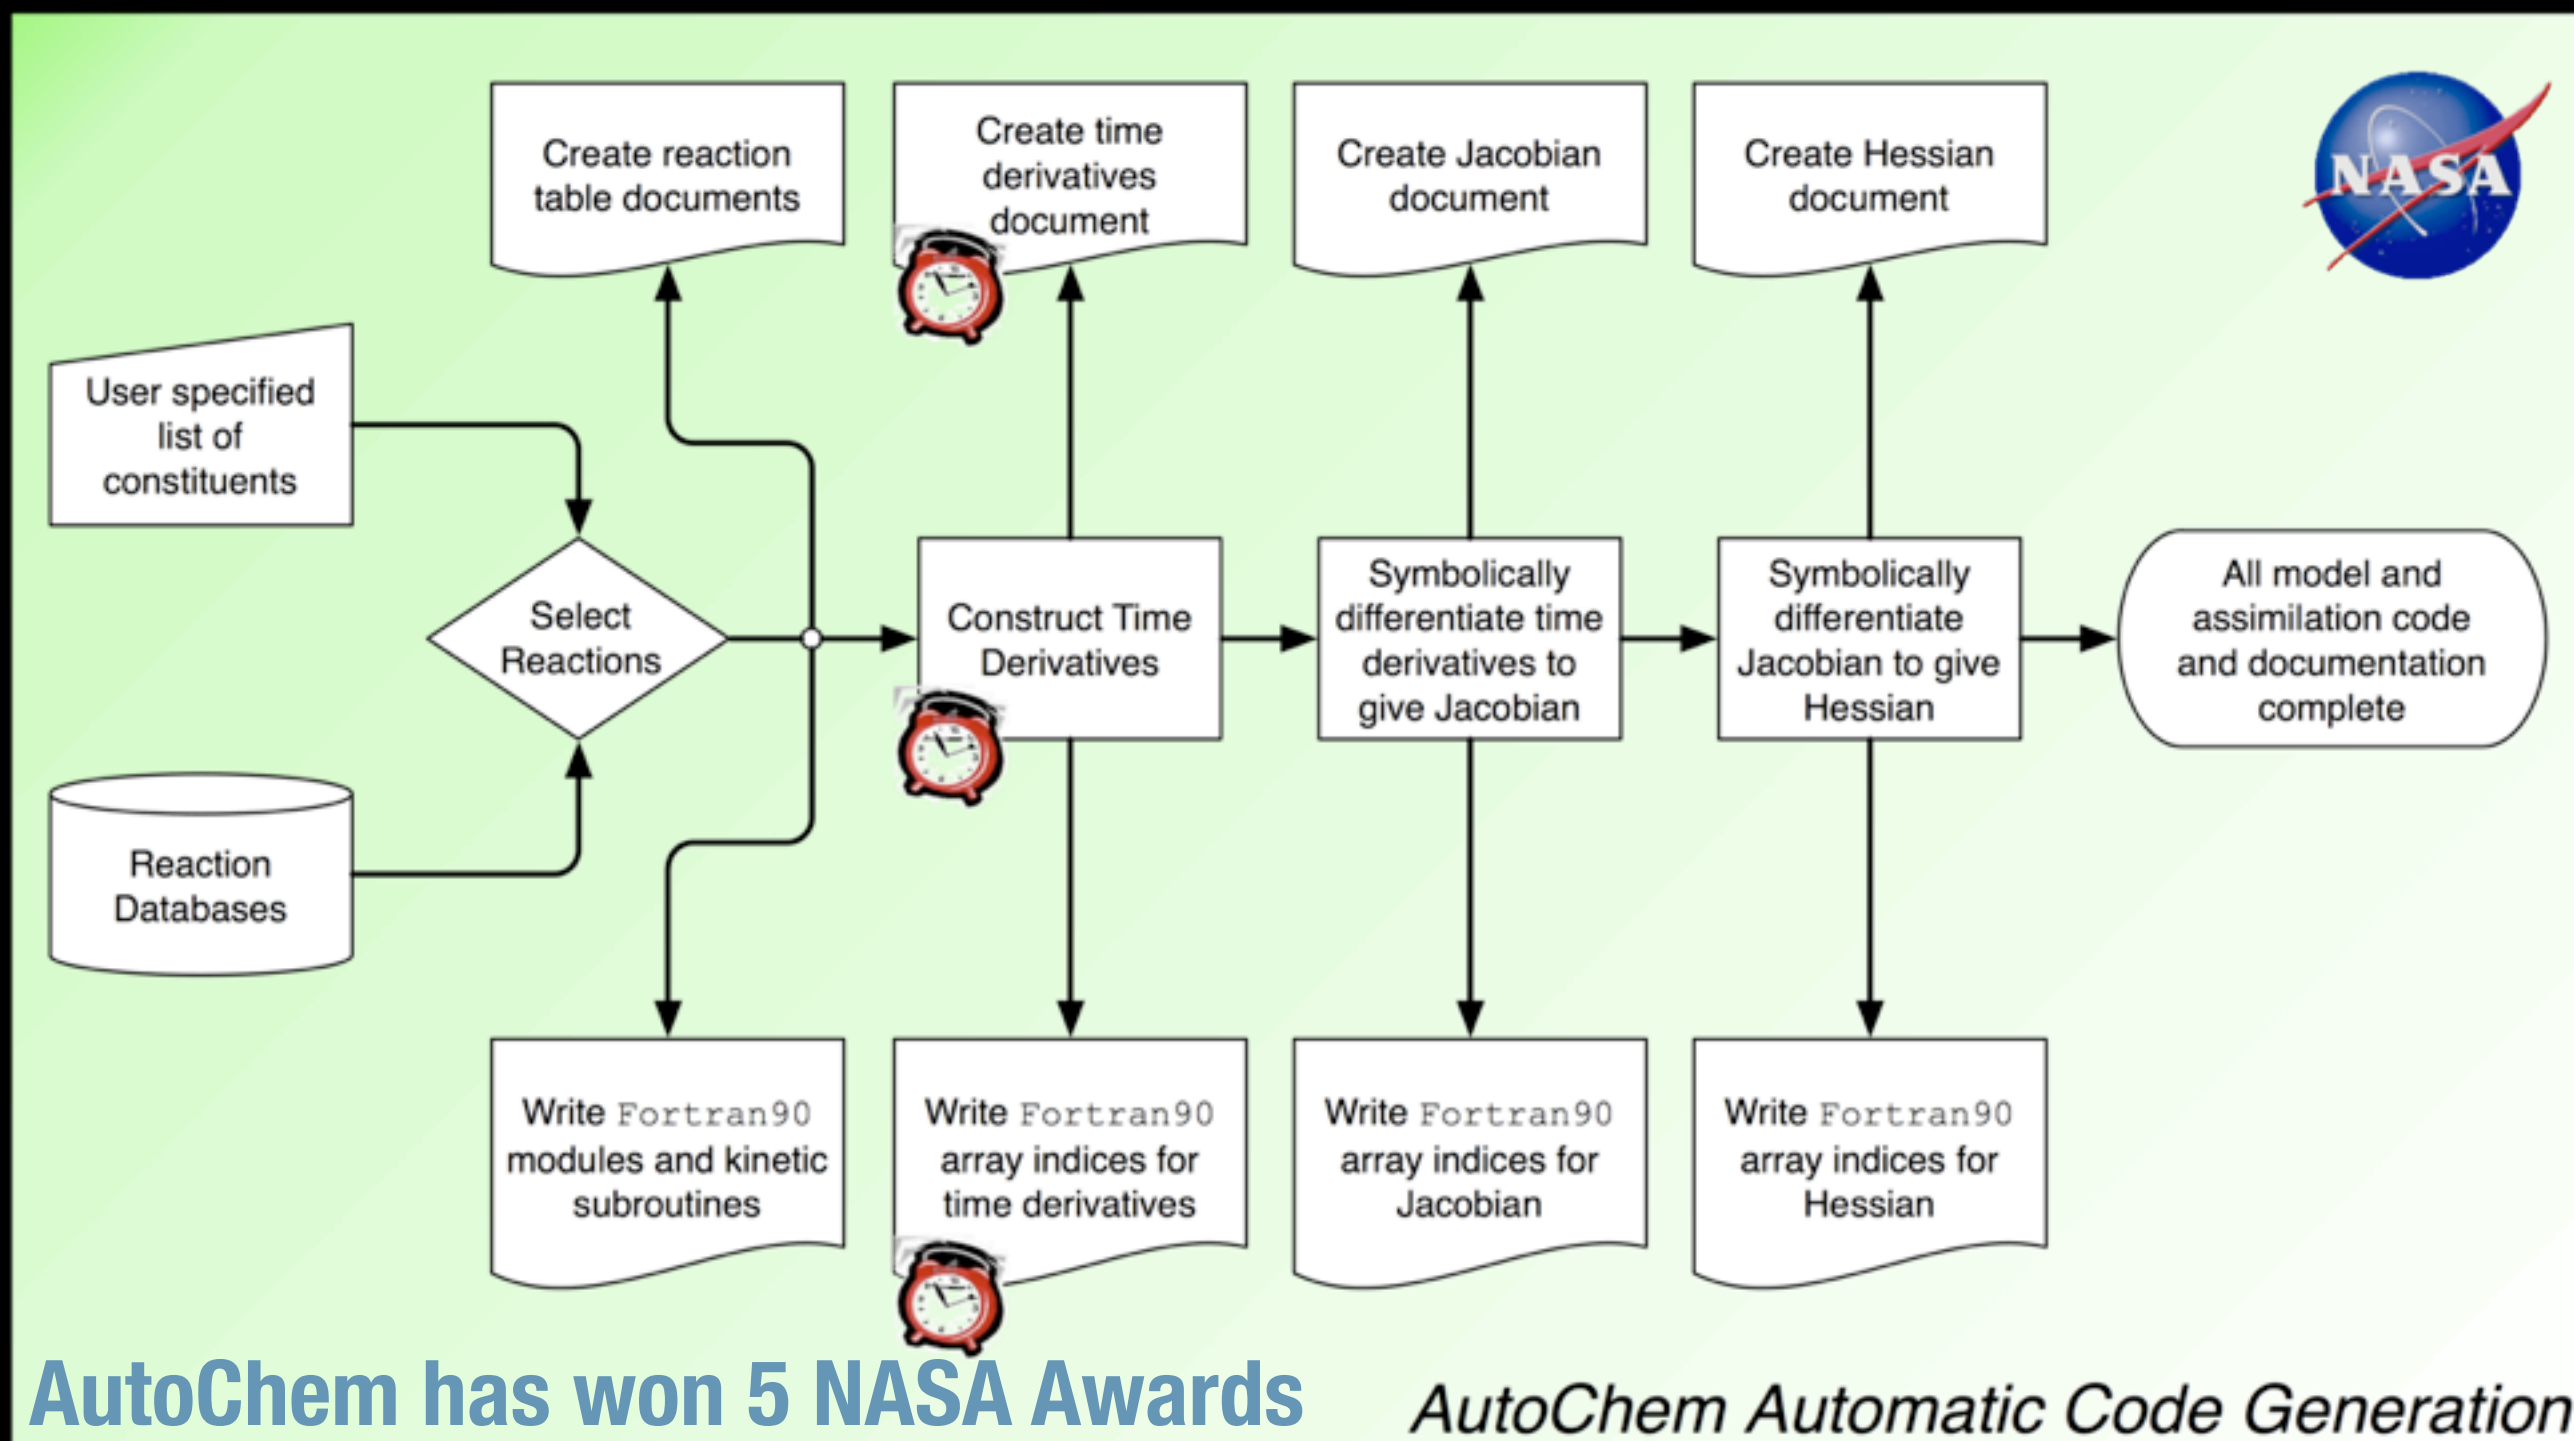 Create reaction
table documents
Create time
derivatives
document
Create Jacobian
document
Create Hessian
document
NASA
User specified
list of
constituents
Select
Reactions
Construct Time
Derivatives
Symbolically
differentiate time
derivatives to
give Jacobian
Symbolically
differentiate
Jacobian to give
Hessian
All model and
assimilation code
and documentation
complete
Reaction
Databases
Write Fortran90
modules and kinetic
subroutines
Write Fortran90
array indices for
time derivatives
Write Fortran90
array indices for
Jacobian
Write Fortran90
array indices for
Hessian
AutoChem has won 5 NASA Awards
AutoChem Automatic Code Generation